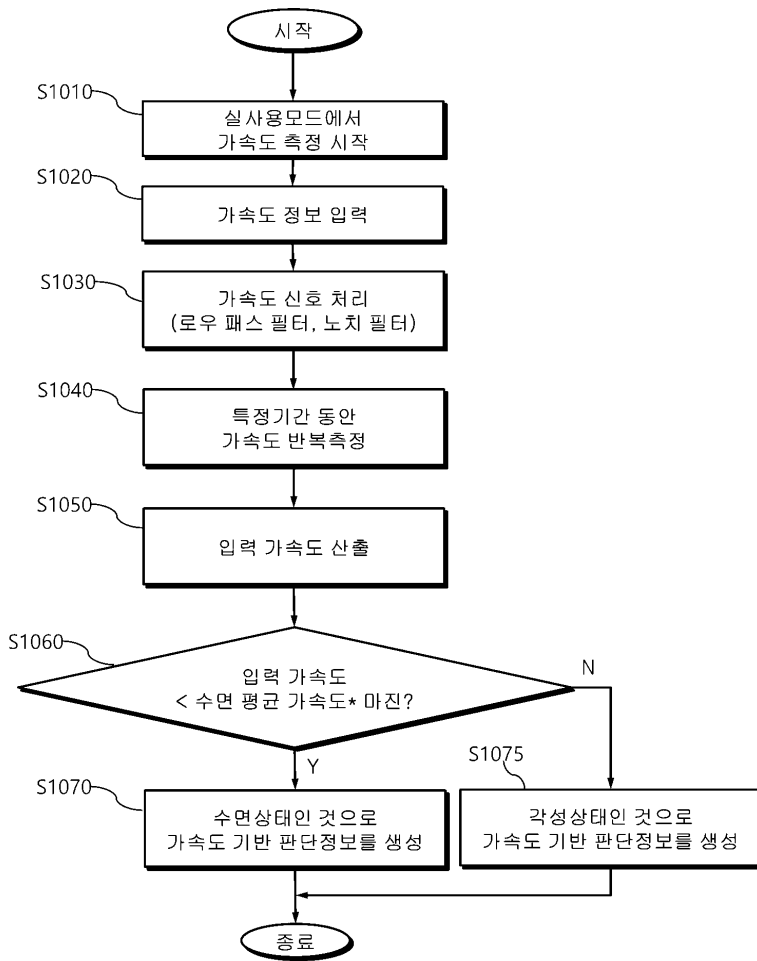 시작
S1010
실사용모드에서
가속도 측정 시작
S1020
가속도 정보 입력
S1030
가속도 신호 처리
(로우 패스 필터, 노치 필터)
S1040
특정기간 동안
가속도 반복측정
S1050
입력 가속도 산출
S1060
입력 가속도
< 수면 평균 가속도* 마진?
N
Y
S1070
수면상태인 것으로
가속도 기반 판단정보를 생성
S1075
각성상태인 것으로
가속도 기반 판단정보를 생성
종료